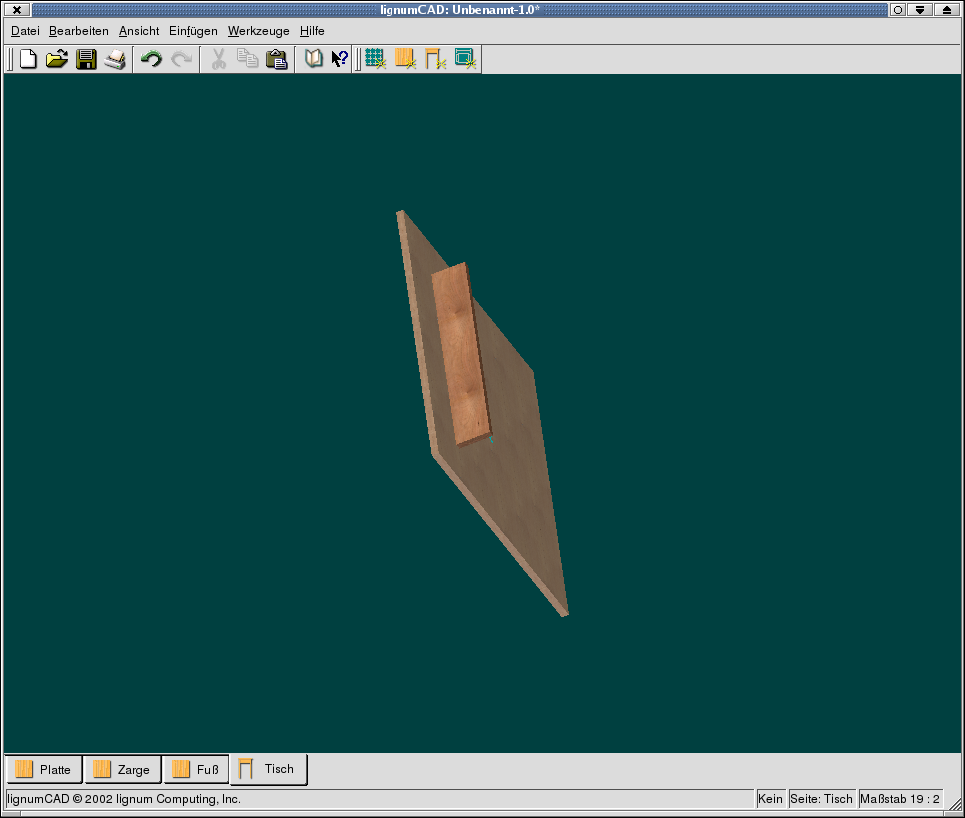 lignumCAD: Unbenannt-1.0*
Datei Bearbeiten Ansicht Einfügen Werkzeuge Hilfe
Platte Zarge Fuß Tisch
lignumCAD © 2002 lignum Computing, Inc. Kein Seite: Tisch Maßstab 19 : 2